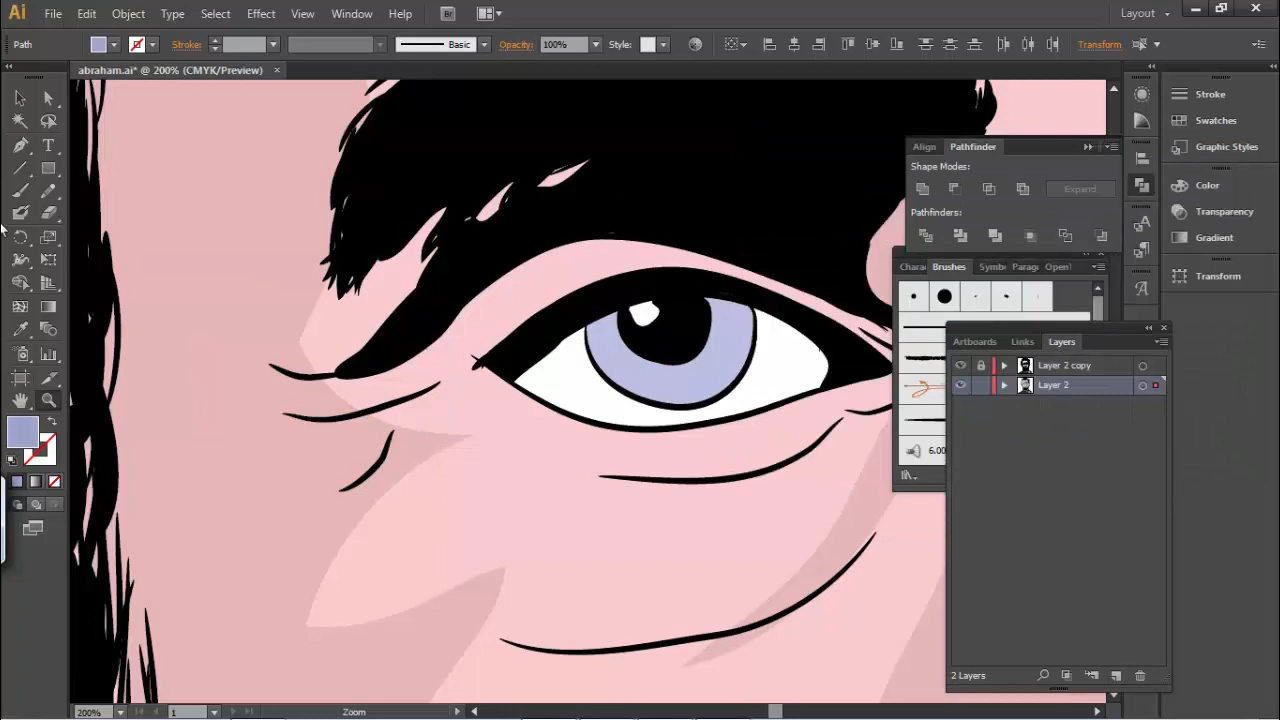 Ai File Edit Object Type Select Effect View Window Help Br Layout
Path Stroke: Basic Opacity: 100% Style: Transform
abraham.ai* @ 200% (CMYK/Preview)
Stroke
Swatches
Graphic Styles
Color
Transparency
Gradient
Transform
Align Pathfinder
Shape Modes:
Expand
Pathfinders:
Chara Brushes Symb Parag Open
6.00
Artboards Links Layers
Layer 2 copy
Layer 2
2 Layers
200% 1 Zoom